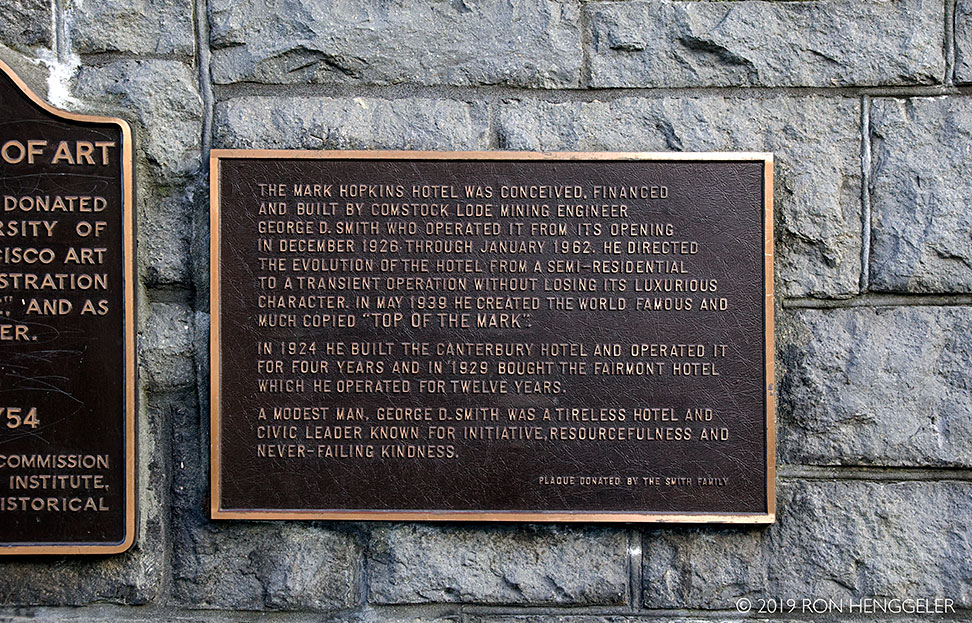 OF ART
DONATED
RSITY OF
CISCO ART
STRATION
" AND AS
ER.
754
COMMISSION
INSTITUTE,
ISTORICAL
THE MARK HOPKINS HOTEL WAS CONCEIVED, FINANCED
AND BUILT BY COMSTOCK LODE MINING ENGINEER
GEORGE D. SMITH WHO OPERATED IT FROM ITS OPENING
IN DECEMBER 1926 THROUGH JANUARY 1962. HE DIRECTED
THE EVOLUTION OF THE HOTEL FROM A SEMI-RESIDENTIAL
TO A TRANSIENT OPERATION WITHOUT LOSING ITS LUXURIOUS
CHARACTER. IN MAY 1939 HE CREATED THE WORLD FAMOUS AND
MUCH COPIED "TOP OF THE MARK".
IN 1924 HE BUILT THE CANTERBURY HOTEL AND OPERATED IT
FOR FOUR YEARS AND IN 1929 BOUGHT THE FAIRMONT HOTEL
WHICH HE OPERATED FOR TWELVE YEARS.
A MODEST MAN, GEORGE D. SMITH WAS A TIRELESS HOTEL AND
CIVIC LEADER KNOWN FOR INITIATIVE, RESOURCEFULNESS AND
NEVER-FAILING KINDNESS.
PLAQUE DONATED BY THE SMITH FAMILY
© 2019 RON HENGGELER